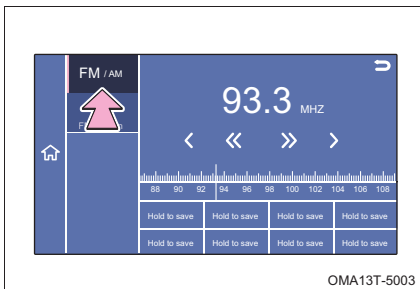 FM / AM
93.3 MHZ
88 90 92 94 96 98 100 102 104 106 108
Hold to save Hold to save Hold to save Hold to save
Hold to save Hold to save Hold to save Hold to save
OMA13T-5003